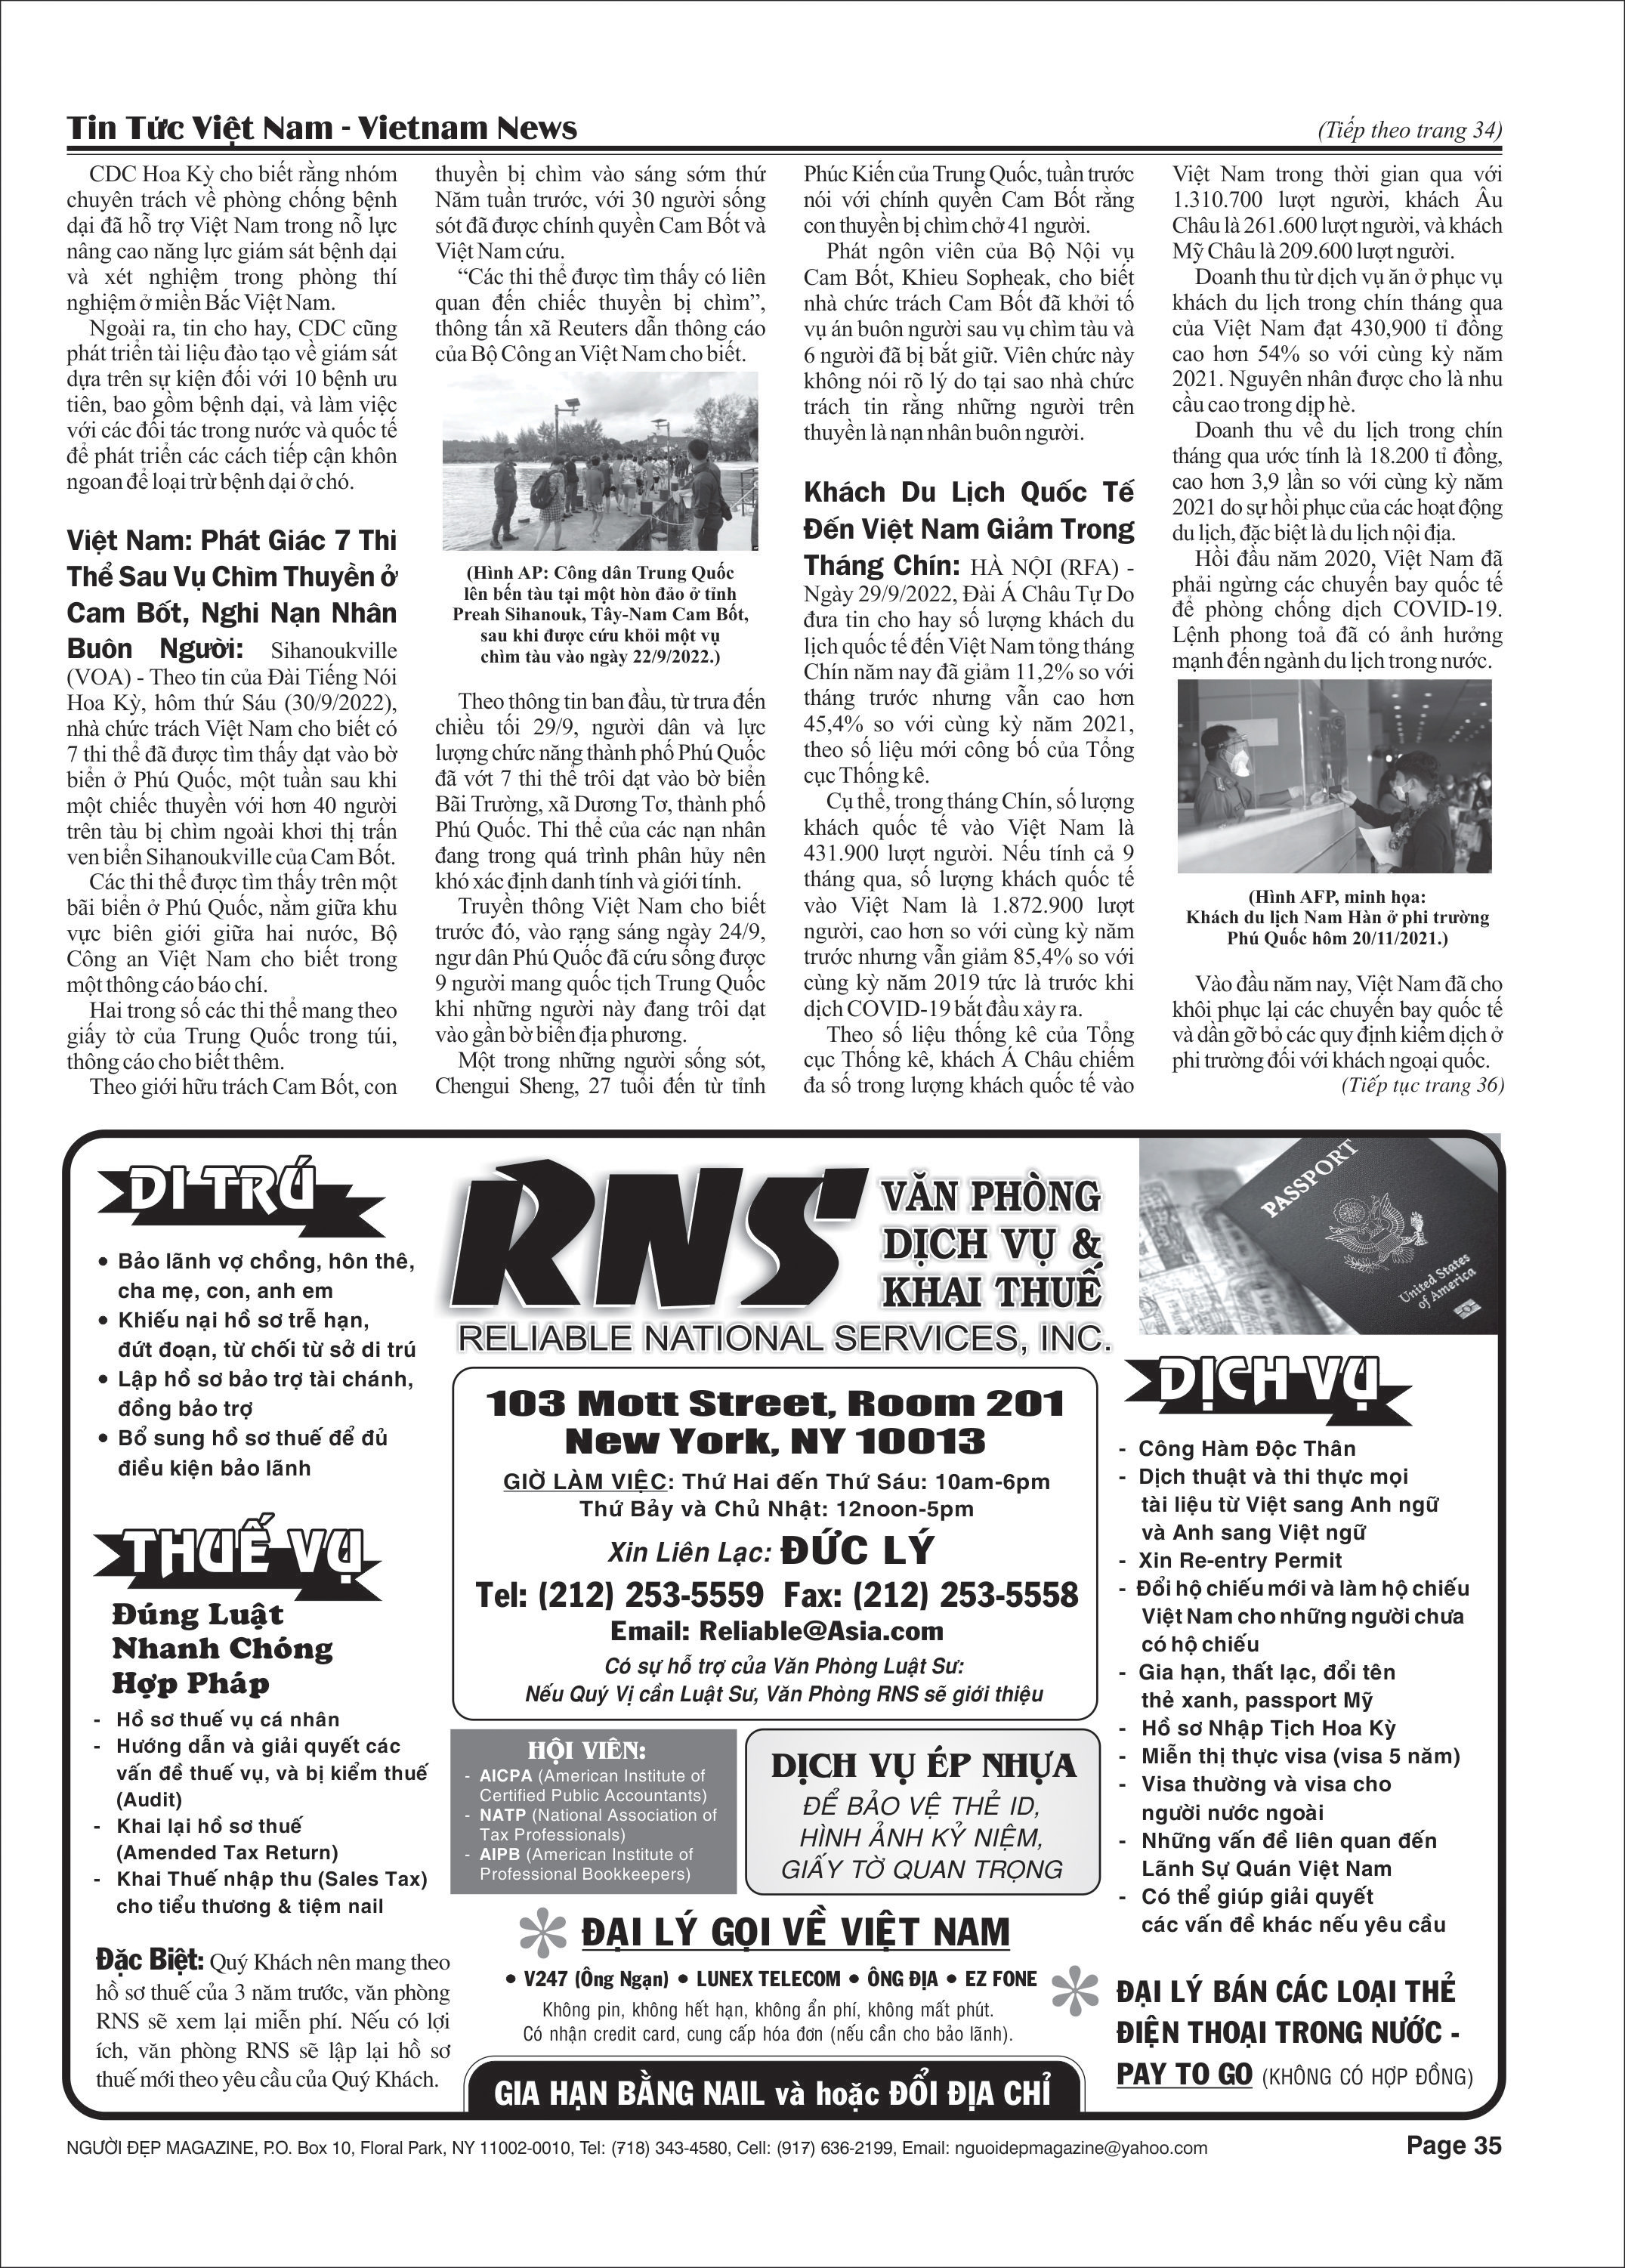 Tin Tức Việt Nam - Vietnam News
(Tiếp theo trang 34)
CDC Hoa Kỳ cho biết rằng nhóm
chuyên trách về phòng chống bệnh
dại đã hỗ trợ Việt Nam trong nỗ lực
nâng cao năng lực giám sát bệnh dại
và xét nghiệm trong phòng thí
nghiệm ở miền Bắc Việt Nam.
Ngoài ra, tin cho hay, CDC cũng
phát triển tài liệu đào tạo về giám sát
dựa trên sự kiện đối với 10 bệnh ưu
tiên, bao gồm bệnh dại, và làm việc
với các đối tác trong nước và quốc tế
để phát triển các cách tiếp cận khôn
ngoan để loại trừ bệnh dại ở chó.
Việt Nam: Phát Giác 7 Thi
Thể Sau Vụ Chìm Thuyền ở
Cam Bốt, Nghi Nạn Nhân
Buôn Người: Sihanoukville
(VOA) - Theo tin của Đài Tiếng Nói
Hoa Kỳ, hôm thứ Sáu (30/9/2022),
nhà chức trách Việt Nam cho biết có
7 thi thể đã được tìm thấy dạt vào bờ
biển ở Phú Quốc, một tuần sau khi
một chiếc thuyền với hơn 40 người
trên tàu bị chìm ngoài khơi thị trấn
ven biển Sihanoukville của Cam Bốt.
Các thi thể được tìm thấy trên một
bãi biển ở Phú Quốc, nằm giữa khu
vực biên giới giữa hai nước, Bộ
Công an Việt Nam cho biết trong
một thông cáo báo chí.
Hai trong số các thi thể mang theo
giấy tờ của Trung Quốc trong túi,
thông cáo cho biết thêm.
Theo giới hữu trách Cam Bốt, con
thuyền bị chìm vào sáng sớm thứ
Năm tuần trước, với 30 người sống
sót đã được chính quyền Cam Bốt và
Việt Nam cứu.
“Các thi thể được tìm thấy có liên
quan đến chiếc thuyền bị chìm”,
thông tấn xã Reuters dẫn thông cáo
của Bộ Công an Việt Nam cho biết.
(Hình AP: Công dân Trung Quốc
lên bến tàu tại một hòn đảo ở tỉnh
Preah Sihanouk, Tây-Nam Cam Bốt,
sau khi được cứu khỏi một vụ
chìm tàu vào ngày 22/9/2022.)
Theo thông tin ban đầu, từ trưa đến
chiều tối 29/9, người dân và lực
lượng chức năng thành phố Phú Quốc
đã vớt 7 thi thể trôi dạt vào bờ biển
Bãi Trường, xã Dương Tơ, thành phố
Phú Quốc. Thi thể của các nạn nhân
đang trong quá trình phân hủy nên
khó xác định danh tính và giới tính.
Truyền thông Việt Nam cho biết
trước đó, vào rạng sáng ngày 24/9,
ngư dân Phú Quốc đã cứu sống được
9 người mang quốc tịch Trung Quốc
khi những người này đang trôi dạt
vào gần bờ biển địa phương.
Một trong những người sống sót,
Chengui Sheng, 27 tuổi đến từ tỉnh
Phúc Kiến của Trung Quốc, tuần trước
nói với chính quyền Cam Bốt rằng
con thuyền bị chìm chở 41 người.
Phát ngôn viên của Bộ Nội vụ
Cam Bốt, Khieu Sopheak, cho biết
nhà chức trách Cam Bốt đã khởi tố
vụ án buôn người sau vụ chìm tàu và
6 người đã bị bắt giữ. Viên chức này
không nói rõ lý do tại sao nhà chức
trách tin rằng những người trên
thuyền là nạn nhân buôn người.
Khách Du Lịch Quốc Tế
Đến Việt Nam Giảm Trong
Tháng Chín: HÀ NỘI (RFA) -
Ngày 29/9/2022, Đài Á Châu Tự Do
đưa tin cho hay số lượng khách du
lịch quốc tế đến Việt Nam tỏng tháng
Chín năm nay đã giảm 11,2% so với
tháng trước nhưng vẫn cao hơn
45,4% so với cùng kỳ năm 2021,
theo số liệu mới công bố của Tổng
cục Thống kê.
Cụ thể, trong tháng Chín, số lượng
khách quốc tế vào Việt Nam là
431.900 lượt người. Nếu tính cả 9
tháng qua, số lượng khách quốc tế
vào Việt Nam là 1.872.900 lượt
người, cao hơn so với cùng kỳ năm
trước nhưng vẫn giảm 85,4% so với
cùng kỳ năm 2019 tức là trước khi
dịch COVID-19 bắt đầu xảy ra.
Theo số liệu thống kê của Tổng
cục Thống kê, khách Á Châu chiếm
đa số trong lượng khách quốc tế vào
Việt Nam trong thời gian qua với
1.310.700 lượt người, khách Âu
Châu là 261.600 lượt người, và khách
Mỹ Châu là 209.600 lượt người.
Doanh thu từ dịch vụ ăn ở phục vụ
khách du lịch trong chín tháng qua
của Việt Nam đạt 430,900 tỉ đồng
cao hơn 54% so với cùng kỳ năm
2021. Nguyên nhân được cho là nhu
cầu cao trong dịp hè.
Doanh thu về du lịch trong chín
tháng qua ước tính là 18.200 tỉ đồng,
cao hơn 3,9 lần so với cùng kỳ năm
2021 do sự hồi phục của các hoạt động
du lịch, đặc biệt là du lịch nội địa.
Hồi đầu năm 2020, Việt Nam đã
phải ngừng các chuyến bay quốc tế
để phòng chống dịch COVID-19.
Lệnh phong toả đã có ảnh hưởng
mạnh đến ngành du lịch trong nước.
(Hình AFP, minh họa:
Khách du lịch Nam Hàn ở phi trường
Phú Quốc hôm 20/11/2021.)
Vào đầu năm nay, Việt Nam đã cho
khôi phục lại các chuyến bay quốc tế
và dần gỡ bỏ các quy định kiểm dịch ở
phi trường đối với khách ngoại quốc.
(Tiếp tục trang 36)
DI TRÚ
• Bảo lãnh vợ chồng, hôn thê,
cha mẹ, con, anh em
• Khiếu nại hồ sơ trễ hạn,
đứt đoạn, từ chối từ sở di trú
• Lập hồ sơ bảo trợ tài chánh,
đồng bảo trợ
• Bổ sung hồ sơ thuế để đủ
điều kiện bảo lãnh
THUẾ VỤ
Đúng Luật
Nhanh Chóng
Hợp Pháp
- Hồ sơ thuế vụ cá nhân
- Hướng dẫn và giải quyết các
vấn đề thuế vụ, và bị kiểm thuế
(Audit)
- Khai lại hồ sơ thuế
(Amended Tax Return)
- Khai Thuế nhập thu (Sales Tax)
cho tiểu thương & tiệm nail
Đặc Biệt: Quý Khách nên mang theo
hồ sơ thuế của 3 năm trước, văn phòng
RNS sẽ xem lại miễn phí. Nếu có lợi
ích, văn phòng RNS sẽ lập lại hồ sơ
thuế mới theo yêu cầu của Quý Khách.
RNS
VĂN PHÒNG
DỊCH VỤ &
KHAI THUẾ
RELIABLE NATIONAL SERVICES, INC.
103 Mott Street, Room 201
New York, NY 10013
GIỜ LÀM VIỆC: Thứ Hai đến Thứ Sáu: 10am-6pm
Thứ Bảy và Chủ Nhật: 12noon-5pm
Xin Liên Lạc: ĐỨC LÝ
Tel: (212) 253-5559 Fax: (212) 253-5558
Email: Reliable@Asia.com
Có sự hỗ trợ của Văn Phòng Luật Sư:
Nếu Quý Vị cần Luật Sư, Văn Phòng RNS sẽ giới thiệu
HỘI VIÊN:
- AICPA (American Institute of
Certified Public Accountants)
- NATP (National Association of
Tax Professionals)
- AIPB (American Institute of
Professional Bookkeepers)
DỊCH VỤ ÉP NHỰA
ĐỂ BẢO VỆ THẺ ID,
HÌNH ẢNH KỶ NIỆM,
GIẤY TỜ QUAN TRỌNG
ĐẠI LÝ GỌI VỀ VIỆT NAM
• V247 (Ông Ngạn) • LUNEX TELECOM • ÔNG ĐỊA • EZ FONE
Không pin, không hết hạn, không ẩn phí, không mất phút.
Có nhận credit card, cung cấp hóa đơn (nếu cần cho bảo lãnh).
GIA HẠN BẰNG NAIL và hoặc ĐỔI ĐỊA CHỈ
PASSPORT
United States
of America
DỊCH VỤ
- Công Hàm Độc Thân
- Dịch thuật và thi thực mọi
tài liệu từ Việt sang Anh ngữ
và Anh sang Việt ngữ
- Xin Re-entry Permit
- Đổi hộ chiếu mới và làm hộ chiếu
Việt Nam cho những người chưa
có hộ chiếu
- Gia hạn, thất lạc, đổi tên
thẻ xanh, passport Mỹ
- Hồ sơ Nhập Tịch Hoa Kỳ
- Miễn thị thực visa (visa 5 năm)
- Visa thường và visa cho
người nước ngoài
- Những vấn đề liên quan đến
Lãnh Sự Quán Việt Nam
- Có thể giúp giải quyết
các vấn đề khác nếu yêu cầu
ĐẠI LÝ BÁN CÁC LOẠI THẺ
ĐIỆN THOẠI TRONG NƯỚC -
PAY TO GO (KHÔNG CÓ HỢP ĐỒNG)
NGƯỜI ĐẸP MAGAZINE, P.O. Box 10, Floral Park, NY 11002-0010, Tel: (718) 343-4580, Cell: (917) 636-2199, Email: nguoidepmagazine@yahoo.com
Page 35